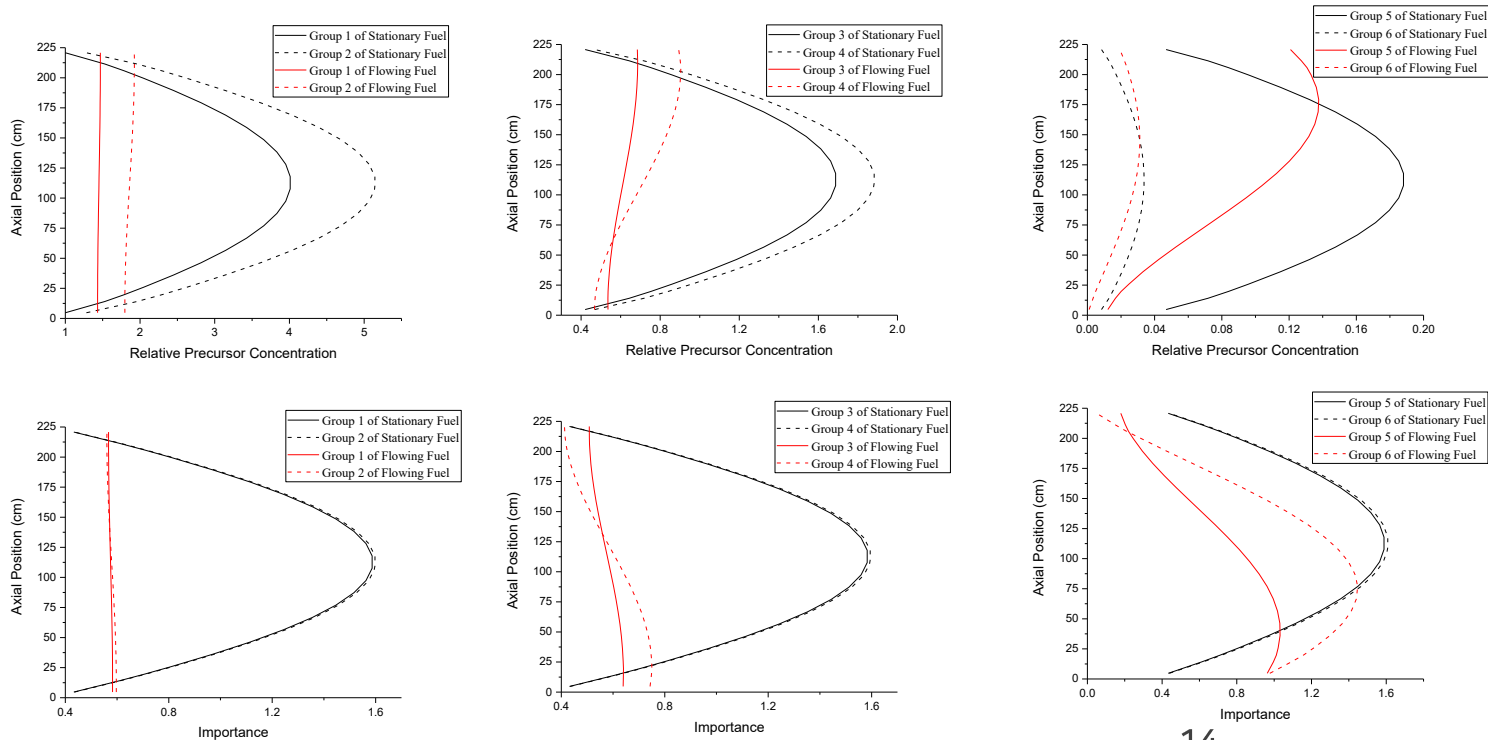 Group 1 of Stationary Fuel
Group 2 of Stationary Fuel
Group 1 of Flowing Fuel
Group 2 of Flowing Fuel
225
200
175
150
125
100
75
50
25
0
Axial Position (cm)
1
2
3
4
5
Relative Precursor Concentration
Group 3 of Stationary Fuel
Group 4 of Stationary Fuel
Group 3 of Flowing Fuel
Group 4 of Flowing Fuel
225
200
175
150
125
100
75
50
25
0
Axial Position (cm)
0.4
0.8
1.2
1.6
2.0
Relative Precursor Concentration
Group 5 of Stationary Fuel
Group 6 of Stationary Fuel
Group 5 of Flowing Fuel
Group 6 of Flowing Fuel
225
200
175
150
125
100
75
50
25
0
Axial Position (cm)
0.00
0.04
0.08
0.12
0.16
0.20
Relative Precursor Concentration
Group 1 of Stationary Fuel
Group 2 of Stationary Fuel
Group 1 of Flowing Fuel
Group 2 of Flowing Fuel
225
200
175
150
125
100
75
50
25
0
Axial Position (cm)
0.4
0.8
1.2
1.6
Importance
Group 3 of Stationary Fuel
Group 4 of Stationary Fuel
Group 3 of Flowing Fuel
Group 4 of Flowing Fuel
225
200
175
150
125
100
75
50
25
0
Axial Position (cm)
0.4
0.8
1.2
1.6
Importance
Group 5 of Stationary Fuel
Group 6 of Stationary Fuel
Group 5 of Flowing Fuel
Group 6 of Flowing Fuel
225
200
175
150
125
100
75
50
25
0
Axial Position (cm)
0.0
0.4
0.8
1.2
1.6
Importance
14